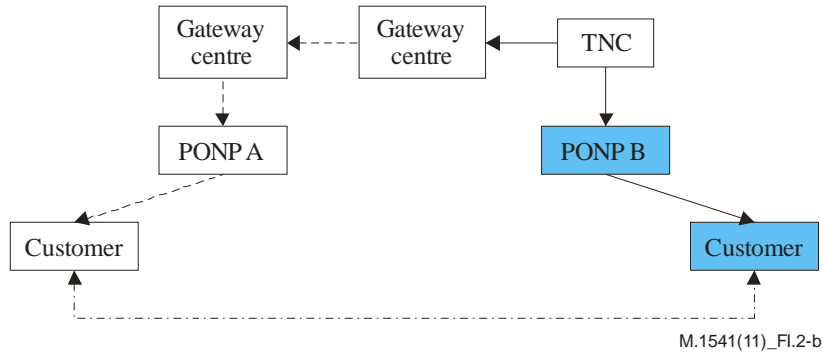 Gateway
centre
Gateway
centre
TNC
PONP A
PONP B
Customer
Customer
M.1541(11)_FI.2-b